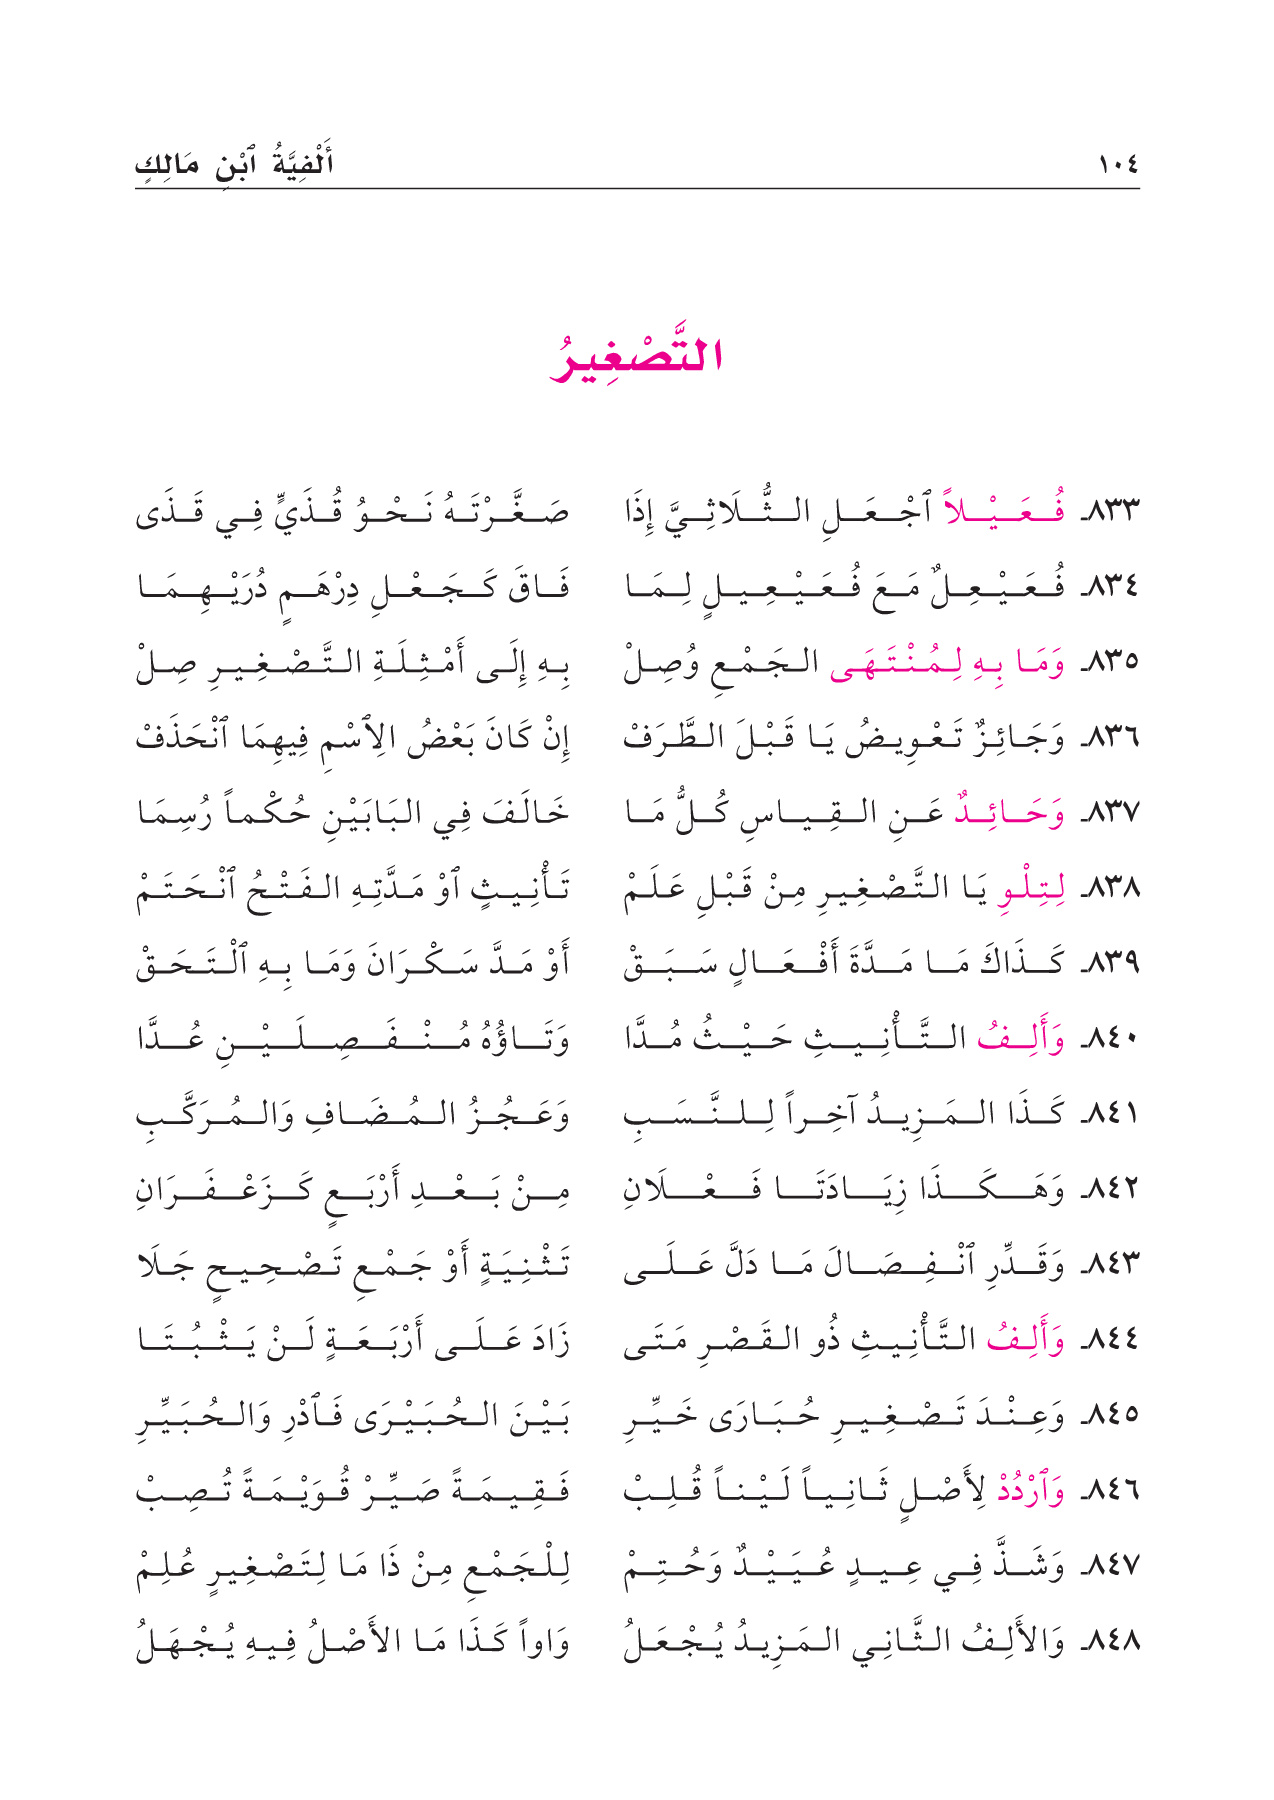 ١٠٤ أَلْفِيَّةُ ٱبْنِ مَالِكٍ
التَّصْغِيرُ
٨٣٣ـ فُعَيْلاً ٱجْعَلِ الثُّلَاثِيَّ إِذَا صَغَّرْتَهُ نَحْوُ قُذَيٍّ فِي قَذَى
٨٣٤ـ فُعَيْعِلٌ مَعَ فُعَيْعِيلٍ لِمَا فَاقَ كَجَعْلِ دِرْهَمٍ دُرَيْهِمَا
٨٣٥ـ وَمَا بِهِ لِمُنْتَهَى الجَمْعِ وُصِلْ بِهِ إِلَى أَمْثِلَةِ التَّصْغِيرِ صِلْ
٨٣٦ـ وَجَائِزٌ تَعْوِيضُ يَا قَبْلَ الطَّرَفْ إِنْ كَانَ بَعْضُ الِٱسْمِ فِيهِمَا ٱنْحَذَفْ
٨٣٧ـ وَحَائِدٌ عَنِ القِيَاسِ كُلُّ مَا خَالَفَ فِي البَابَيْنِ حُكْماً رُسِمَا
٨٣٨ـ لِتِلْوِ يَا التَّصْغِيرِ مِنْ قَبْلِ عَلَمْ تَأْنِيثٍ ٱوْ مَدَّتِهِ الفَتْحُ ٱنْحَتَمْ
٨٣٩ـ كَذَاكَ مَا مَدَّةَ أَفْعَالٍ سَبَقْ أَوْ مَدَّ سَكْرَانَ وَمَا بِهِ ٱلْتَحَقْ
٨٤٠ـ وَأَلِفُ التَّأْنِيثِ حَيْثُ مُدَّا وَتَاؤُهُ مُنْفَصِلَيْنِ عُدَّا
٨٤١ـ كَذَا المَزِيدُ آخِراً لِلنَّسَبِ وَعَجُزُ المُضَافِ وَالمُرَكَّبِ
٨٤٢ـ وَهَكَذَا زِيَادَتَا فَعْلَانِ مِنْ بَعْدِ أَرْبَعٍ كَزَعْفَرَانِ
٨٤٣ـ وَقَدِّرِ ٱنْفِصَالَ مَا دَلَّ عَلَى تَثْنِيَةٍ أَوْ جَمْعِ تَصْحِيحٍ جَلَا
٨٤٤ـ وَأَلِفُ التَّأْنِيثِ ذُو القَصْرِ مَتَى زَادَ عَلَى أَرْبَعَةٍ لَنْ يَثْبُتَا
٨٤٥ـ وَعِنْدَ تَصْغِيرِ حُبَارَى خَيِّرِ بَيْنَ الحُبَيْرَى فَٱدْرِ وَالحُبَيِّرِ
٨٤٦ـ وَٱرْدُدْ لِأَصْلٍ ثَانِياً لَيْناً قُلِبْ فَقِيمَةً صَيِّرْ قُوَيْمَةً تُصِبْ
٨٤٧ـ وَشَذَّ فِي عِيدٍ عُيَيْدٌ وَحُتِمْ لِلْجَمْعِ مِنْ ذَا مَا لِتَصْغِيرٍ عُلِمْ
٨٤٨ـ وَالأَلِفُ الثَّانِي المَزِيدُ يُجْعَلُ وَاواً كَذَا مَا الأَصْلُ فِيهِ يُجْهَلُ